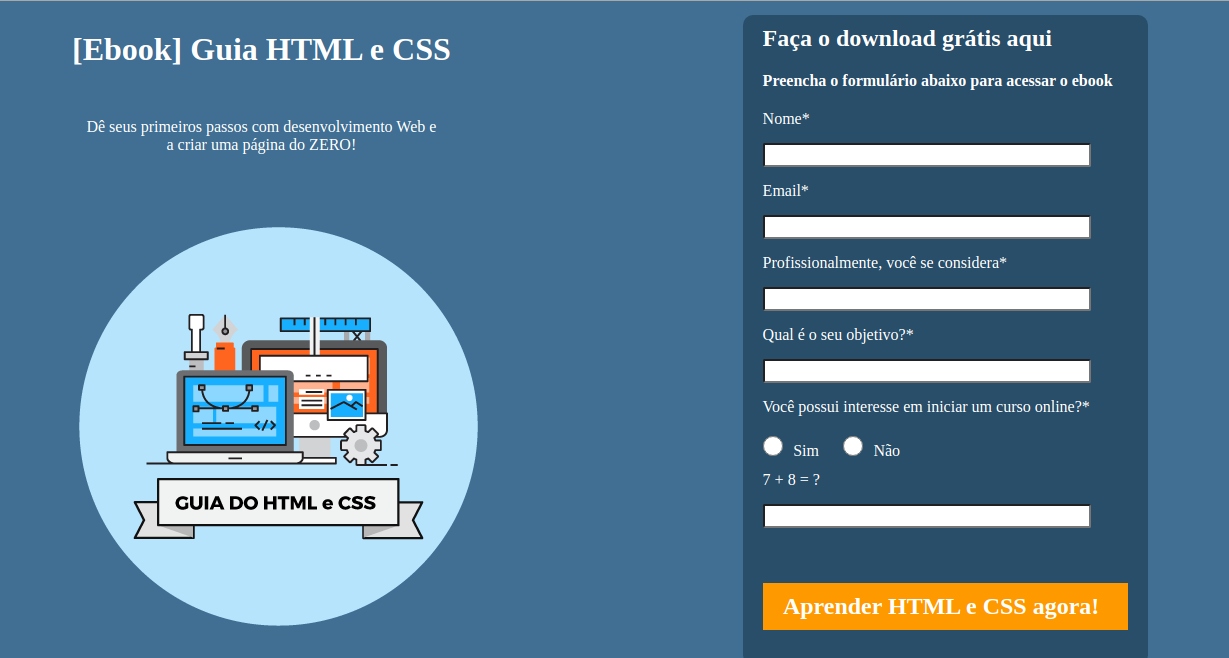 [Ebook] Guia HTML e CSS
Dê seus primeiros passos com desenvolvimento Web e
a criar uma página do ZERO!
</>
GUIA DO HTML e CSS
Faça o download grátis aqui
Preencha o formulário abaixo para acessar o ebook
Nome*
Email*
Profissionalmente, você se considera*
Qual é o seu objetivo?*
Você possui interesse em iniciar um curso online?*
Sim Não
7 + 8 = ?
Aprender HTML e CSS agora!